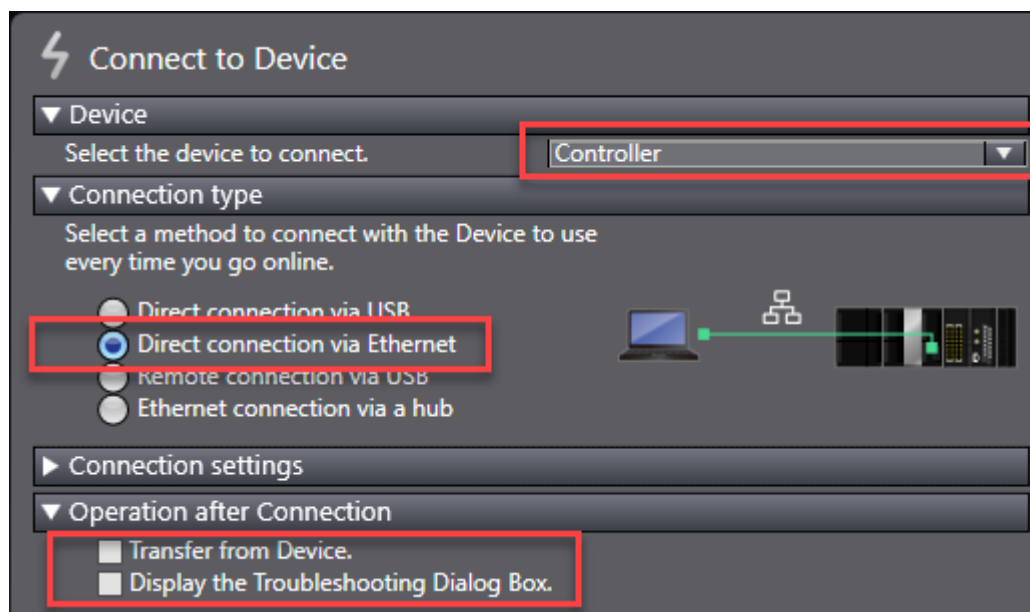 Connect to Device
Device
Select the device to connect.
Controller
Connection type
Select a method to connect with the Device to use
every time you go online.
Direct connection via USB
Direct connection via Ethernet
Remote connection via USB
Ethernet connection via a hub
Connection settings
Operation after Connection
Transfer from Device.
Display the Troubleshooting Dialog Box.